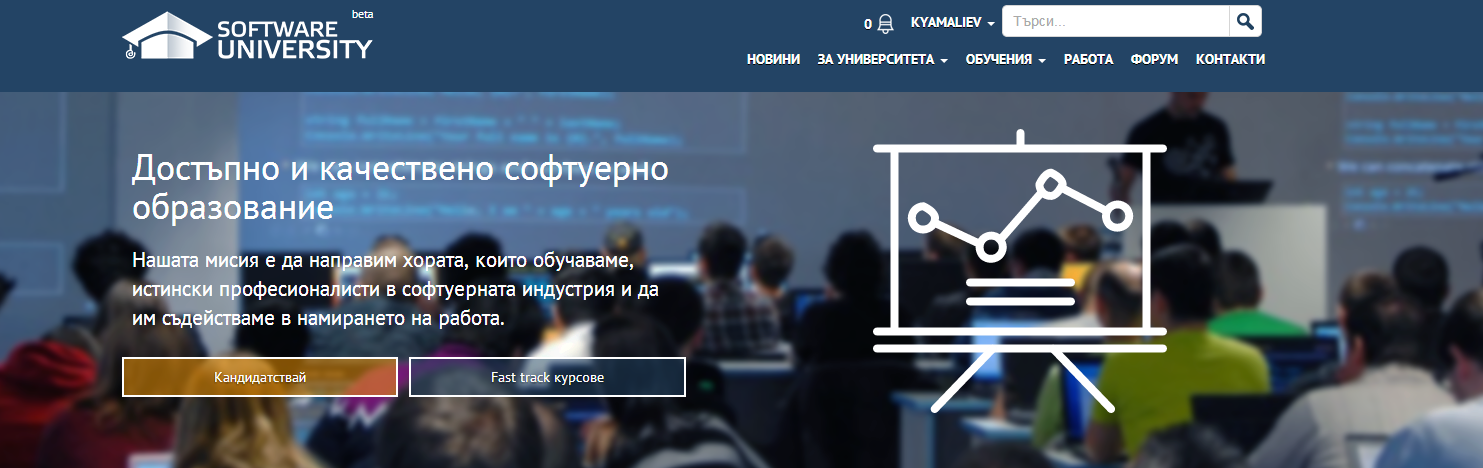 beta
SOFTWARE
UNIVERSITY
0 KYAMALIEV
Търси...
НОВИНИ ЗА УНИВЕРСИТЕТА ОБУЧЕНИЯ РАБОТА ФОРУМ КОНТАКТИ
Достъпно и качествено софтуерно
образование
Нашата мисия е да направим хората, които обучаваме,
истински професионалисти в софтуерната индустрия и да
им съдействаме в намирането на работа.
Кандидатствай
Fast track курсове